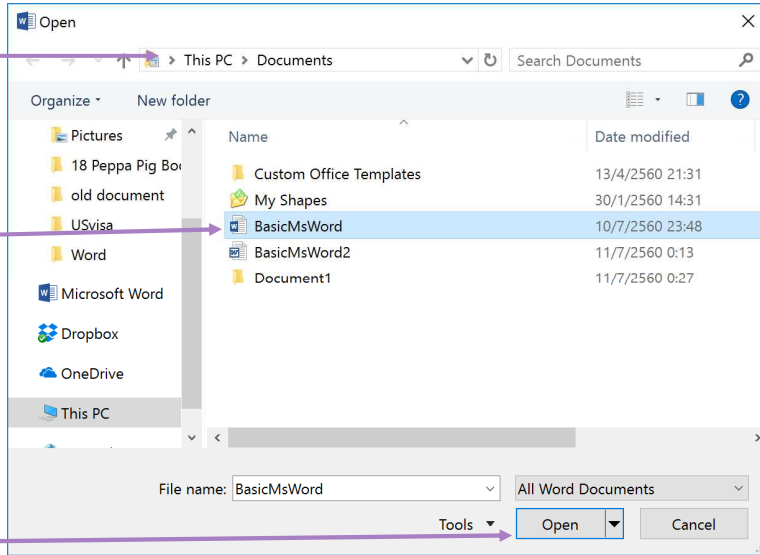 Open
This PC > Documents
Search Documents
Organize
New folder
Name
Date modified
Pictures
18 Peppa Pig Boo
old document
USvisa
Word
Microsoft Word
Dropbox
OneDrive
This PC
Custom Office Templates 13/4/2560 21:31
My Shapes 30/1/2560 14:31
BasicMsWord 10/7/2560 23:48
BasicMsWord2 11/7/2560 0:13
Document1 11/7/2560 0:27
File name: BasicMsWord
All Word Documents
Tools
Open
Cancel